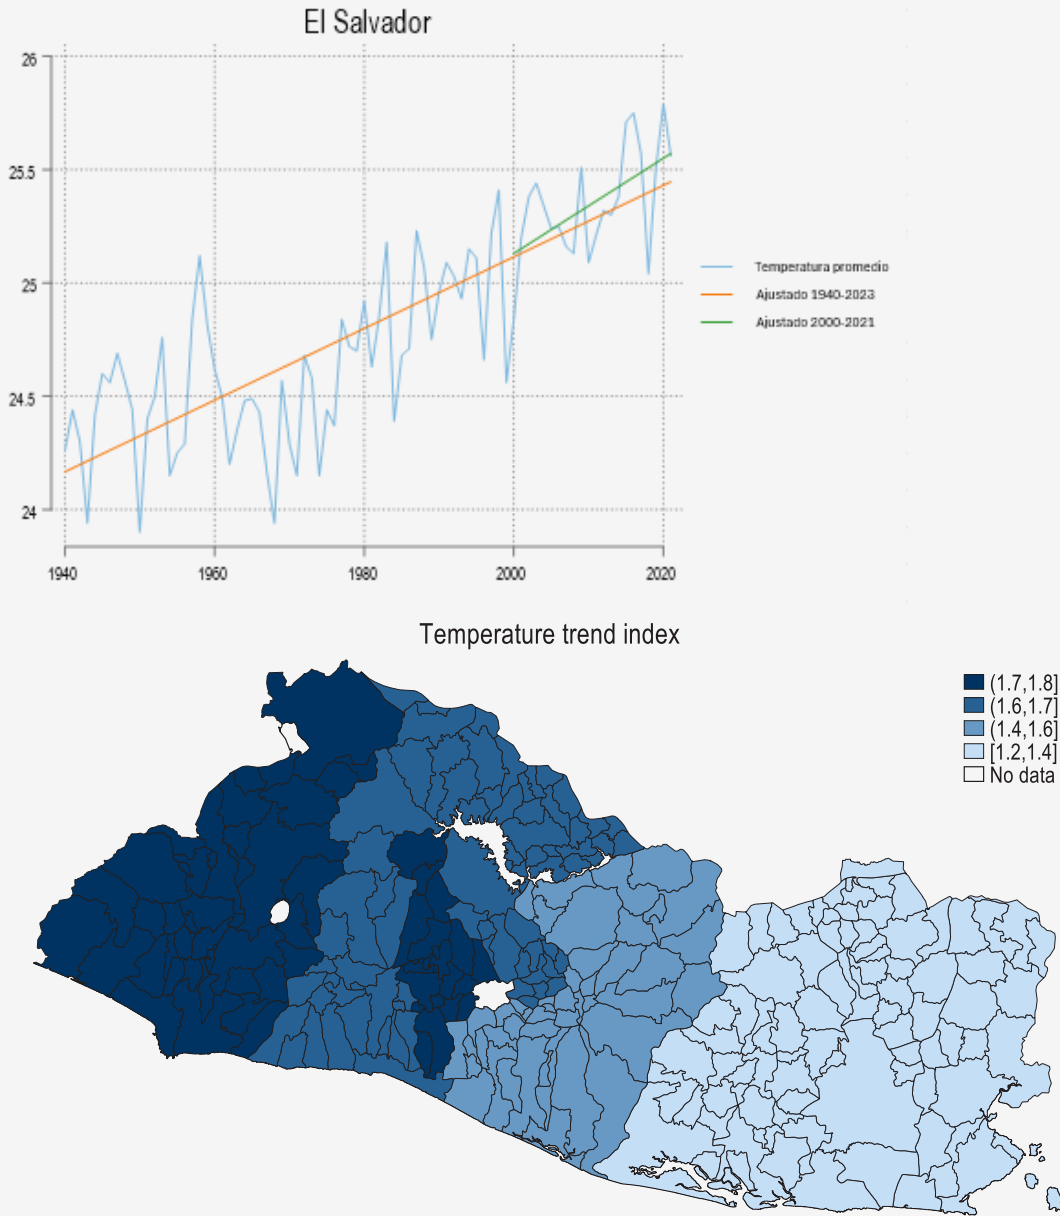 El Salvador
26
25.5
25
24.5
24
1940
1960
1980
2000
2020
Temperatura promedio
Ajustado 1940-2023
Ajustado 2000-2021
Temperature trend index
(1.7,1.8]
(1.6,1.7]
(1.4,1.6]
[1.2,1.4]
No data